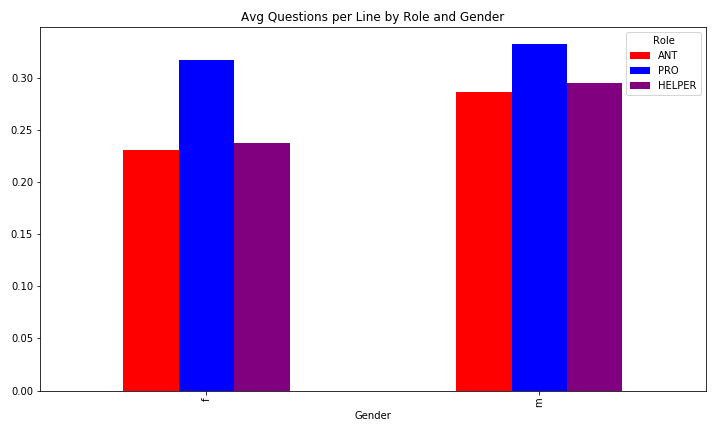 Avg Questions per Line by Role and Gender
Role
ANT
PRO
HELPER
0.30
0.25
0.20
0.15
0.10
0.05
0.00
f
m
Gender